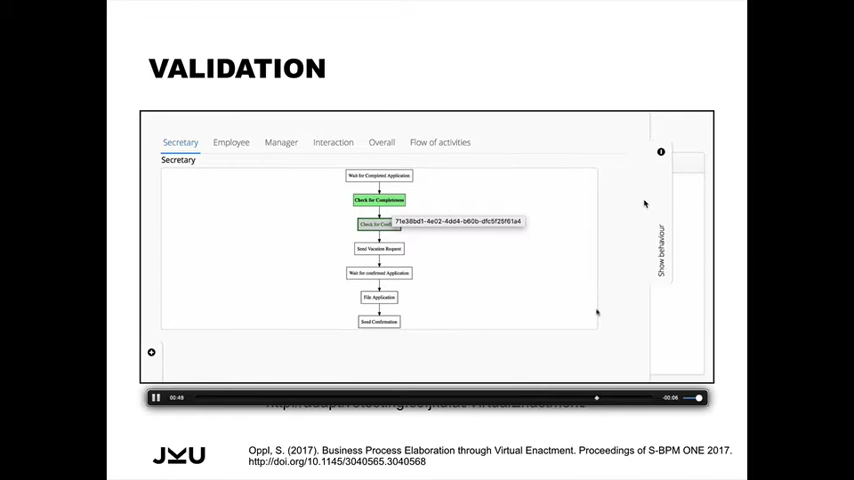 VALIDATION
Secretary Employee Manager Interaction Overall Flow of activities
Secretary
Wait for Completed Application
Check for Completeness
Check for
71e38bd1-4e02-4dd4-b60b-dfc5f25f61a4
Send Vacation Request
Wait for confirmed Application
File Application
Send Confirmation
Show behaviour
00:49
-00:06
JKU
Oppl, S. (2017). Business Process Elaboration through Virtual Enactment. Proceedings of S-BPM ONE 2017.
http://doi.org/10.1145/3040565.3040568